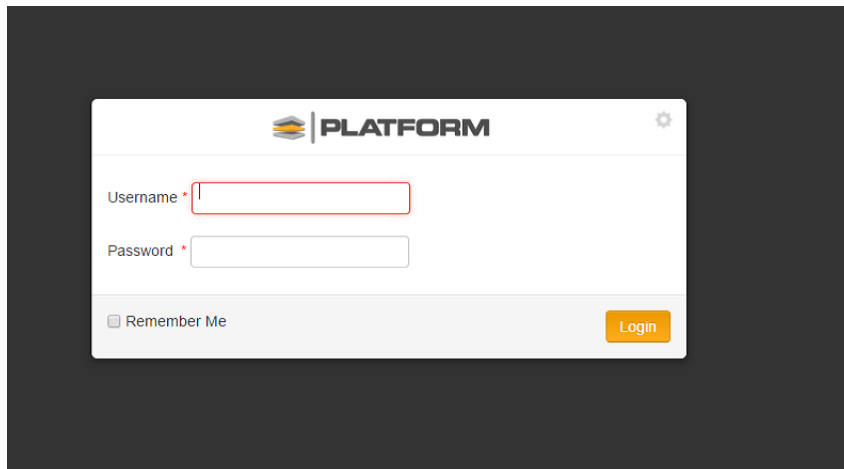 PLATFORM
Username *
Password *
Remember Me
Login